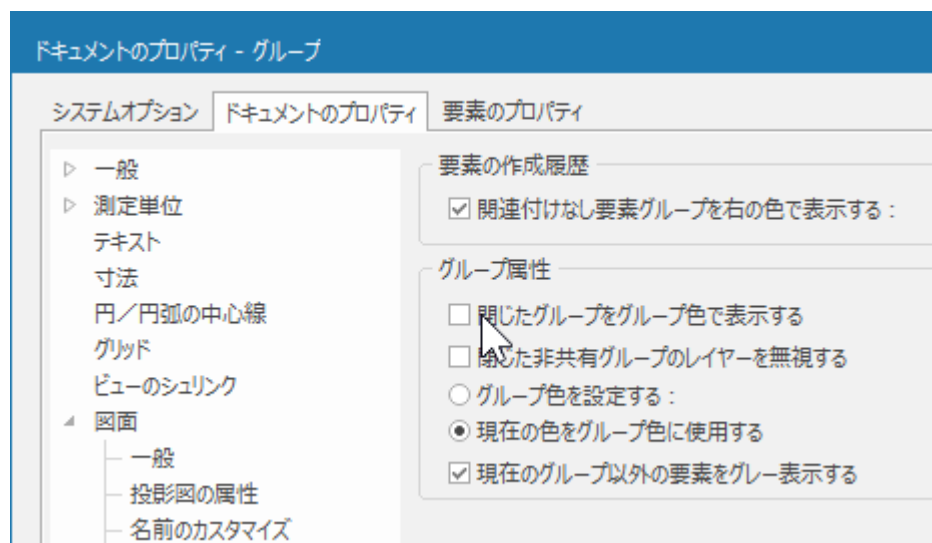 ドキュメントのプロパティ - グループ
システムオプション ドキュメントのプロパティ 要素のプロパティ
一般
測定単位
テキスト
寸法
円／円弧の中心線
グリッド
ビューのシュリンク
図面
一般
投影図の属性
名前のカスタマイズ
要素の作成履歴
関連付けなし要素グループを右の色で表示する：
グループ属性
閉じたグループをグループ色で表示する
閉じた非共有グループのレイヤーを無視する
グループ色を設定する：
現在の色をグループ色に使用する
現在のグループ以外の要素をグレー表示する